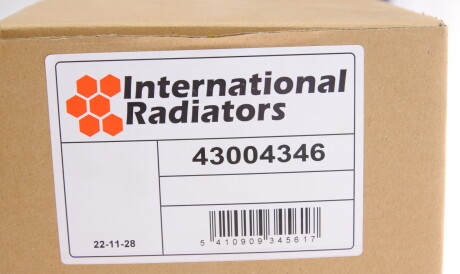 International
Radiators
43004346
22-11-28
5 410909 345617